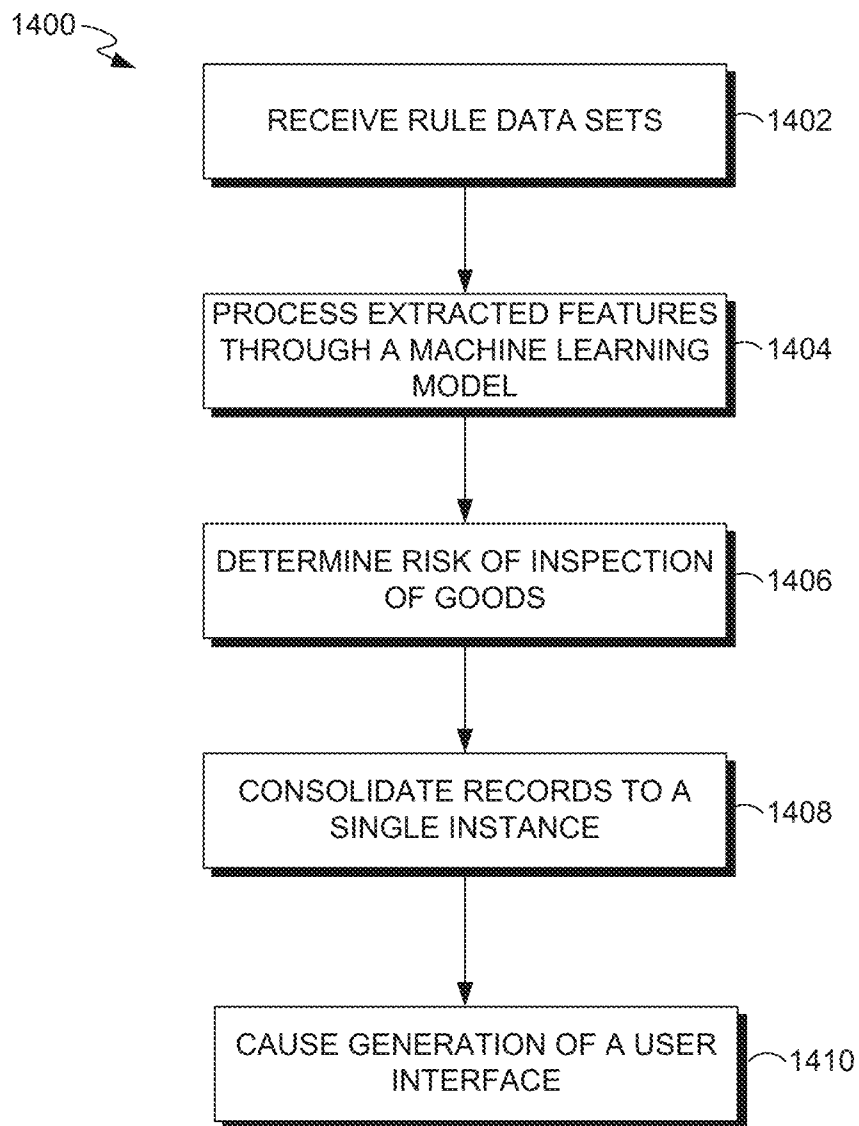 1400
RECEIVE RULE DATA SETS
1402
PROCESS EXTRACTED FEATURES
THROUGH A MACHINE LEARNING
MODEL
1404
DETERMINE RISK OF INSPECTION
OF GOODS
1406
CONSOLIDATE RECORDS TO A
SINGLE INSTANCE
1408
CAUSE GENERATION OF A USER
INTERFACE
1410